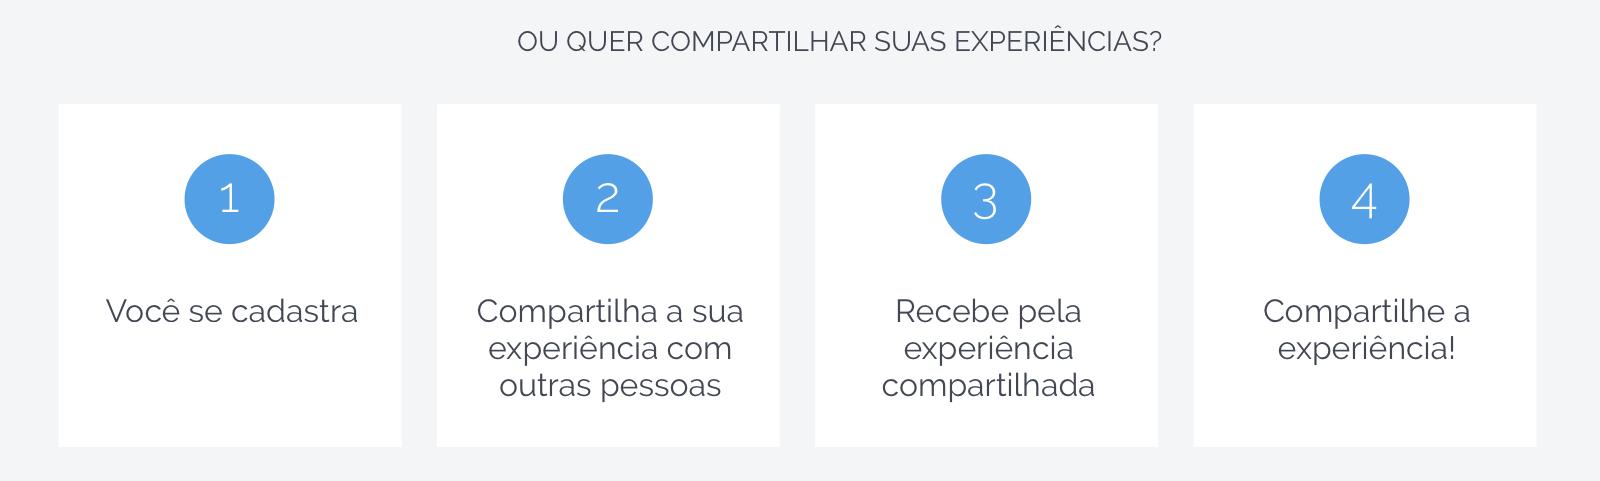 OU QUER COMPARTILHAR SUAS EXPERIÊNCIAS?
1
Você se cadastra
2
Compartilha a sua
experiência com
outras pessoas
3
Recebe pela
experiência
compartilhada
4
Compartilhe a
experiência!